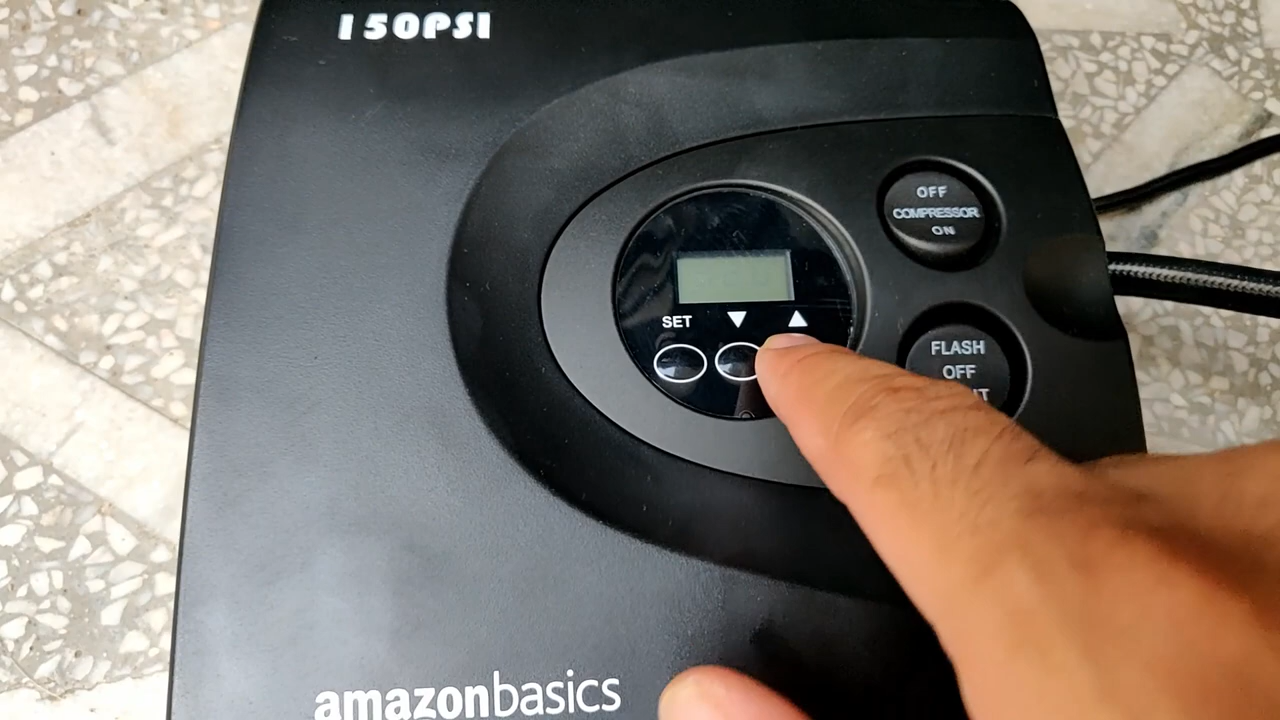 150PSI
OFF
COMPRESSOR
ON
SET ▼ ▲
FLASH
OFF
amazonbasics